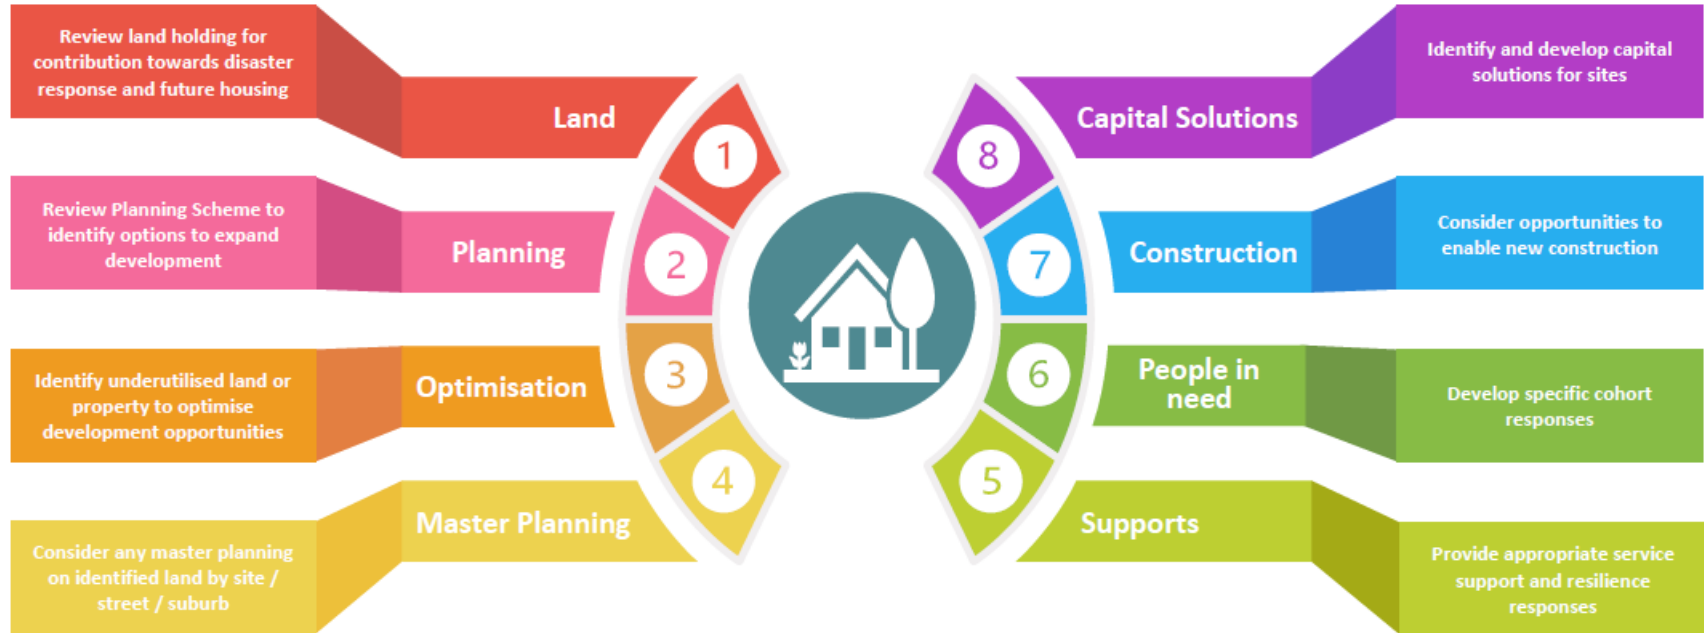 Review land holding for
contribution towards disaster
response and future housing
Land
1
Review Planning Scheme to
identify options to expand
development
Planning
2
Identify underutilised land or
property to optimise
development opportunities
Optimisation
3
Consider any master planning
on identified land by site /
street / suburb
Master Planning
4
8
Capital Solutions
Identify and develop capital
solutions for sites
7
Construction
Consider opportunities to
enable new construction
6
People in
need
Develop specific cohort
responses
5
Supports
Provide appropriate service
support and resilience
responses